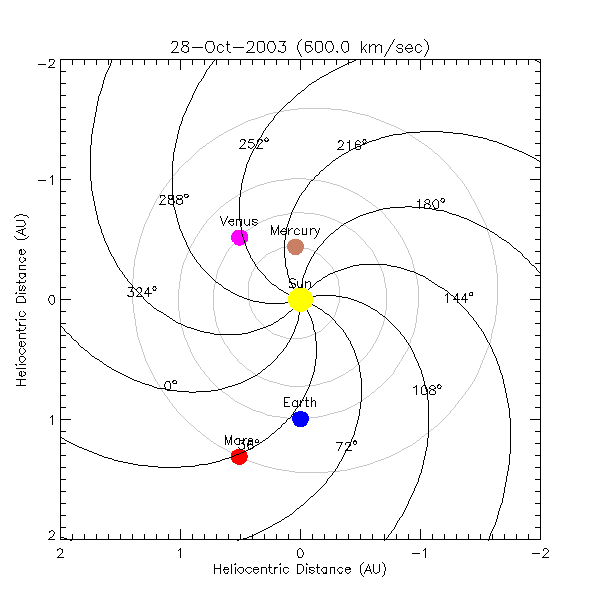 28-Oct-2003 (600.0 km/sec)
-2
252°
216°
-1
288°
180°
Venus
Mercury
Sun
0
324°
144°
Heliocentric Distance (AU)
0°
108°
Earth
1
Mars
36°
72°
2
2
1
0
-1
-2
Heliocentric Distance (AU)